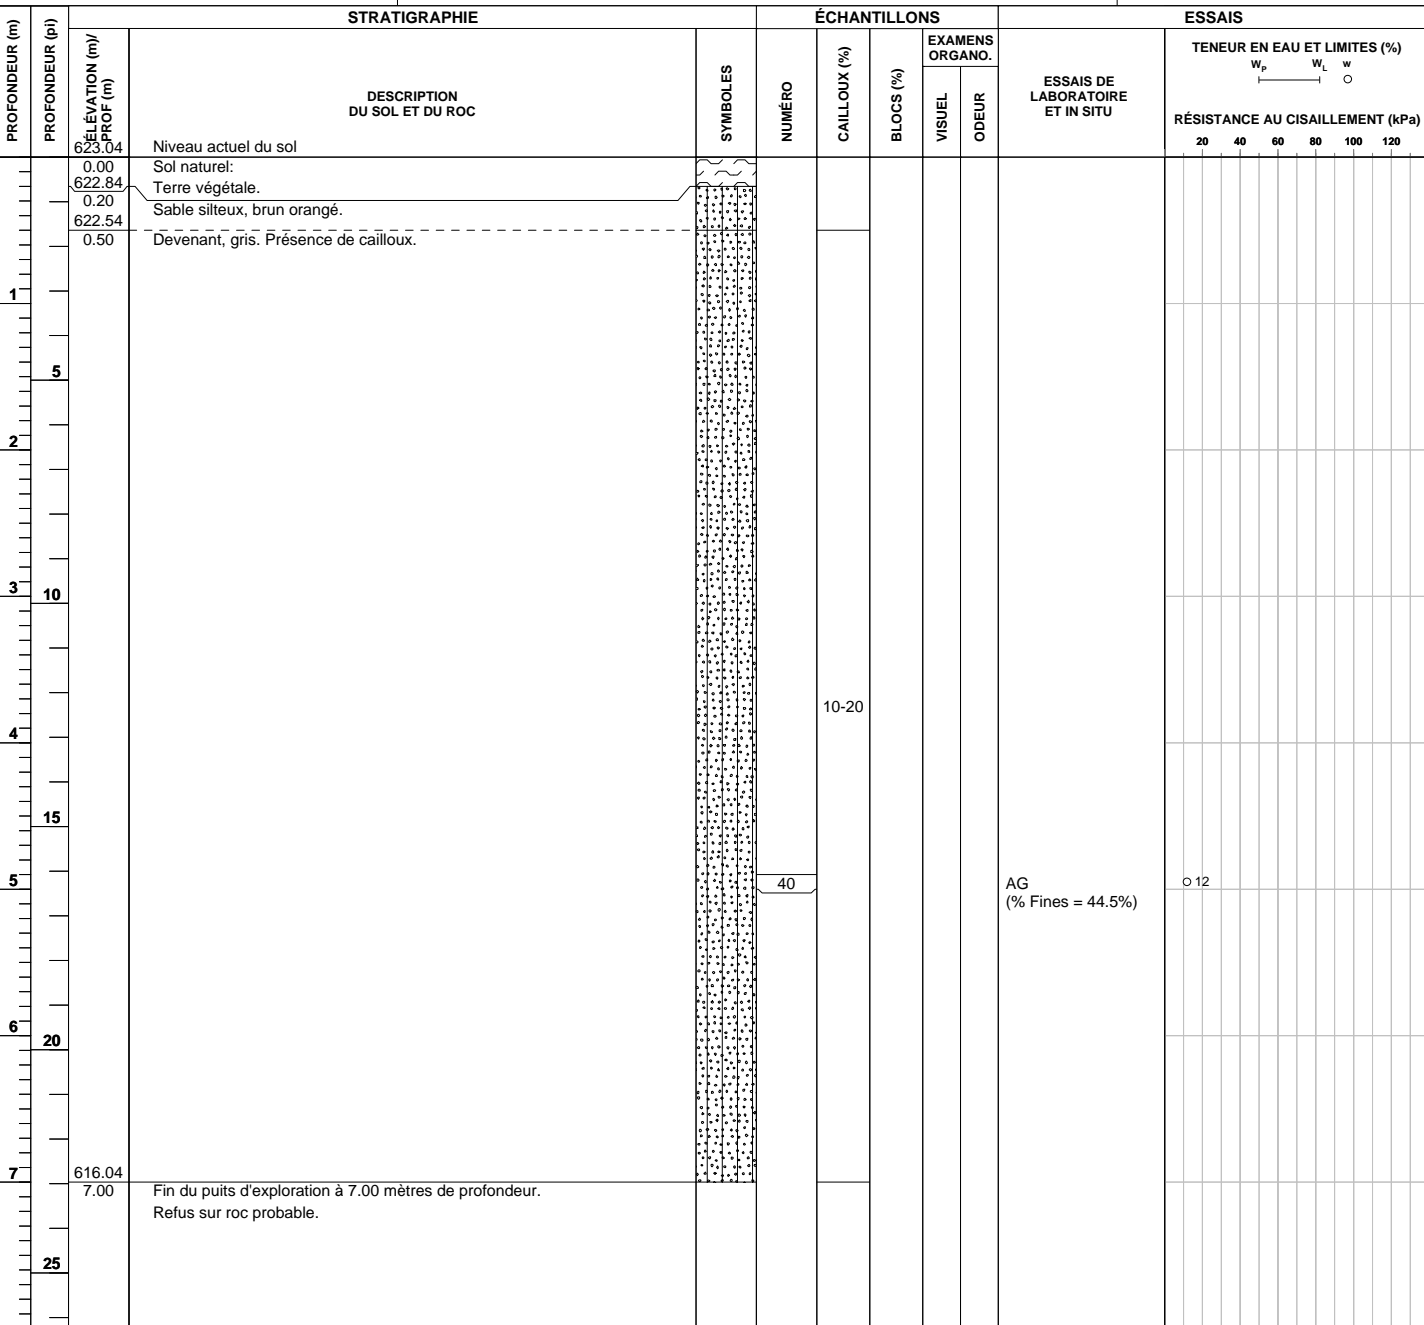 STRATIGRAPHIE
ÉCHANTILLONS
ESSAIS
PROFONDEUR (m)
PROFONDEUR (pi)
ÉLÉVATION (m)/
PROF (m)
DESCRIPTION
DU SOL ET DU ROC
SYMBOLES
NUMÉRO
CAILLOUX (%)
BLOCS (%)
EXAMENS
ORGANO.
VISUEL
ODEUR
ESSAIS DE
LABORATOIRE
ET IN SITU
TENEUR EN EAU ET LIMITES (%)
WP WL w
RÉSISTANCE AU CISAILLEMENT (kPa)
20 40 60 80 100 120
623.04 Niveau actuel du sol
0.00 Sol naturel:
622.84 Terre végétale.
0.20 Sable silteux, brun orangé.
622.54
0.50 Devenant, gris. Présence de cailloux.
1
5
2
3
10
10-20
4
15
5
40
AG
12
(% Fines = 44.5%)
6
20
7
616.04
7.00 Fin du puits d'exploration à 7.00 mètres de profondeur.
Refus sur roc probable.
25